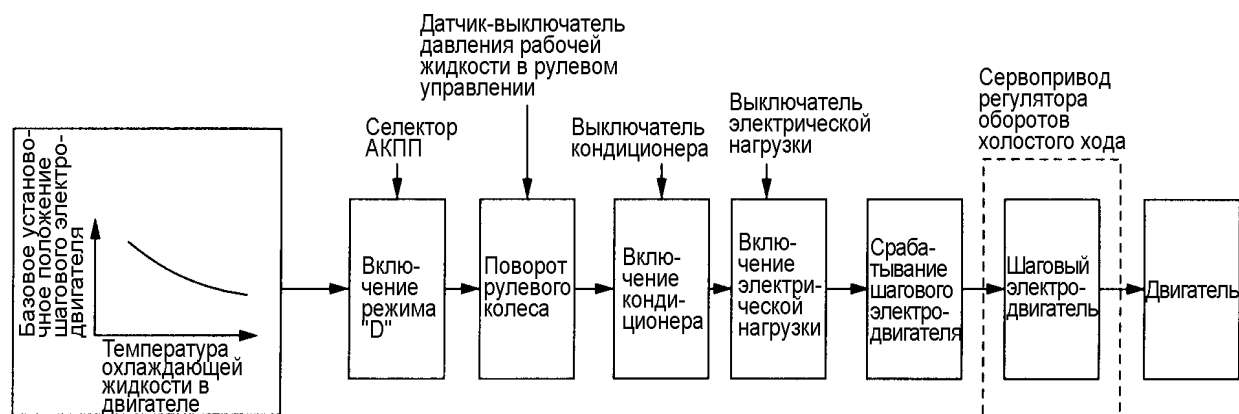 Датчик-выключатель
давления рабочей
жидкости в рулевом
управлении
Селектор
АКПП
Выключатель
кондиционера
Выключатель
электрической
нагрузки
Сервопривод
регулятора
оборотов
холостого хода
Базовое установо-
чное положение
шагового электро-
двигателя
Температура
охлаждающей
жидкости в
двигателе
Включе-
чение
режима
"D"
Поворот
рулевого
колеса
Вклю-
чение
конди-
ционера
Вклю-
чение
электри-
ческой
нагрузки
Сраба-
тывание
шагового
электро-
двигателя
Шаговый
электро-
двигатель
Двигатель